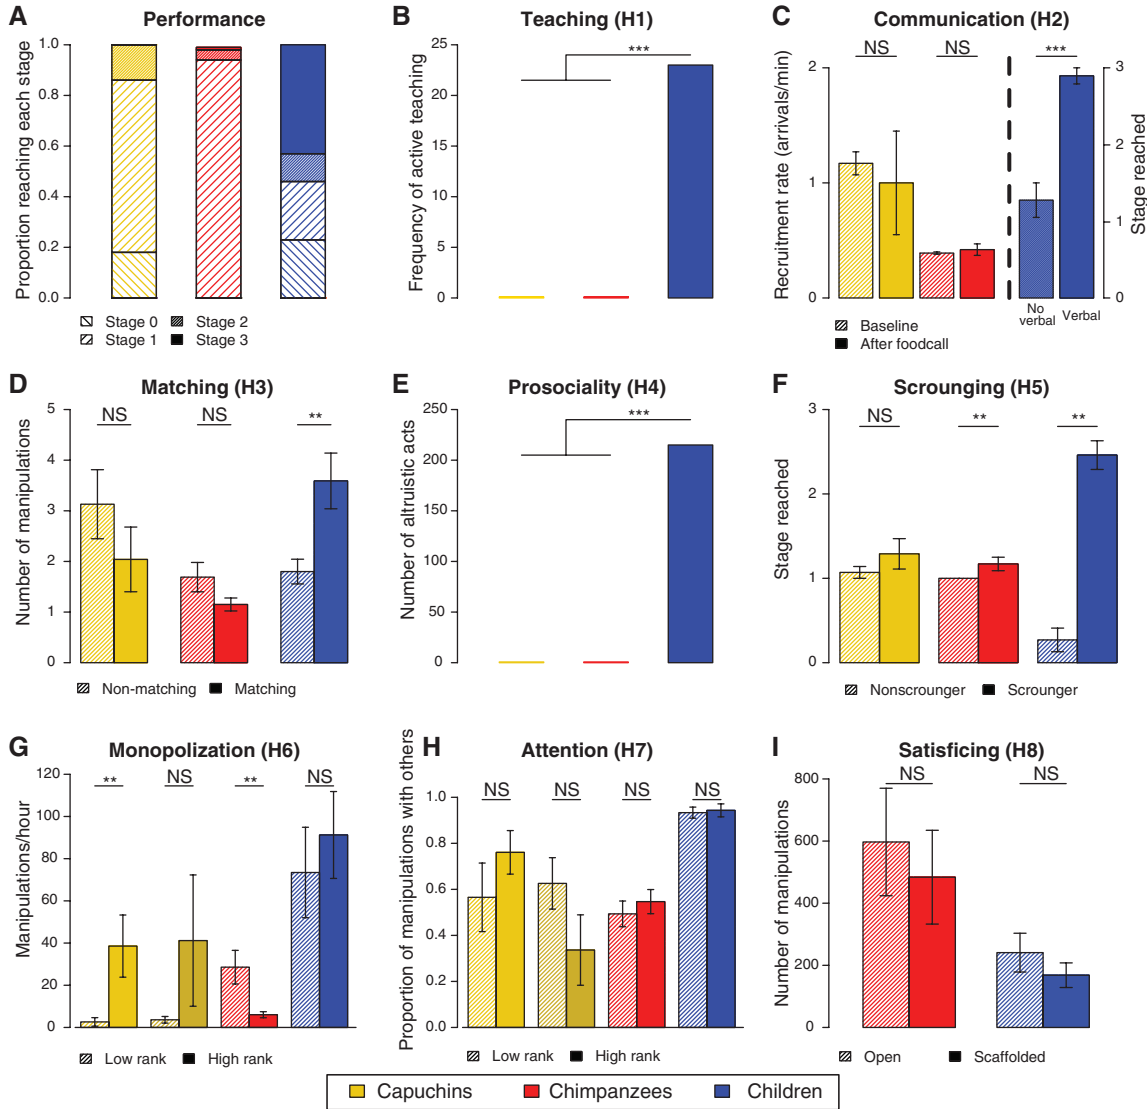 A Performance
Proportion reaching each stage
1.0
0.8
0.6
0.4
0.2
0.0
Stage 0 Stage 2
Stage 1 Stage 3
B Teaching (H1)
Frequency of active teaching
25
20
15
10
5
0
***
C Communication (H2)
Recruitment rate (arrivals/min)
2
1
0
NS NS ***
3
2
1
0
Stage reached
No verbal Verbal
Baseline
After foodcall
D Matching (H3)
Number of manipulations
5
4
3
2
1
0
NS NS **
Non-matching Matching
E Prosociality (H4)
Number of altruistic acts
250
200
150
100
50
0
***
F Scrounging (H5)
Stage reached
3
2
1
0
NS ** **
Nonscrounger Scrounger
G Monopolization (H6)
Manipulations/hour
120
100
80
60
40
20
0
** NS ** NS
Low rank High rank
H Attention (H7)
Proportion of manipulations with others
1.0
0.8
0.6
0.4
0.2
0.0
NS NS NS NS
Low rank High rank
I Satisficing (H8)
Number of manipulations
800
600
400
200
0
NS NS
Open Scaffolded
Capuchins Chimpanzees Children